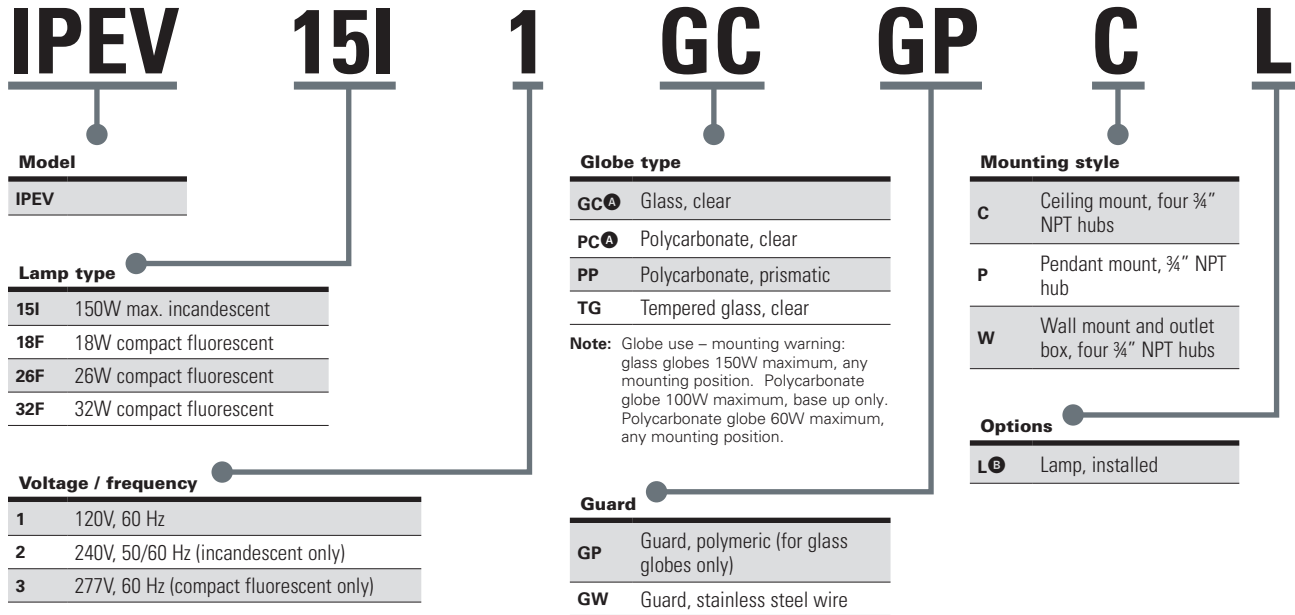 IPEV 15I 1 GC GP C L
Model
IPEV
Lamp type
15I 150W max. incandescent
18F 18W compact fluorescent
26F 26W compact fluorescent
32F 32W compact fluorescent
Voltage / frequency
1 120V, 60 Hz
2 240V, 50/60 Hz (incandescent only)
3 277V, 60 Hz (compact fluorescent only)
Globe type
GCⒶ Glass, clear
PCⒶ Polycarbonate, clear
PP Polycarbonate, prismatic
TG Tempered glass, clear
Note: Globe use – mounting warning:
glass globes 150W maximum, any
mounting position. Polycarbonate
globe 100W maximum, base up only.
Polycarbonate globe 60W maximum,
any mounting position.
Guard
GP Guard, polymeric (for glass
globes only)
GW Guard, stainless steel wire
Mounting style
C Ceiling mount, four ¾”
NPT hubs
P Pendant mount, ¾” NPT
hub
W Wall mount and outlet
box, four ¾” NPT hubs
Options
LⒷ Lamp, installed